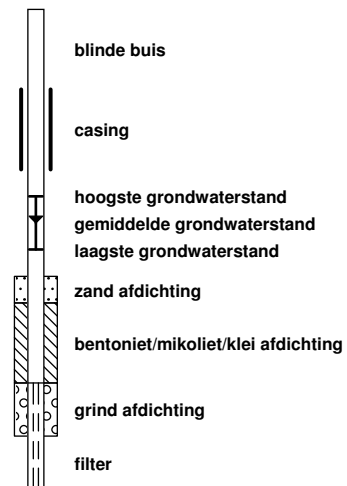 blinde buis
casing
hoogste grondwaterstand
gemiddelde grondwaterstand
laagste grondwaterstand
zand afdichting
bentoniet/mikoliet/klei afdichting
grind afdichting
filter